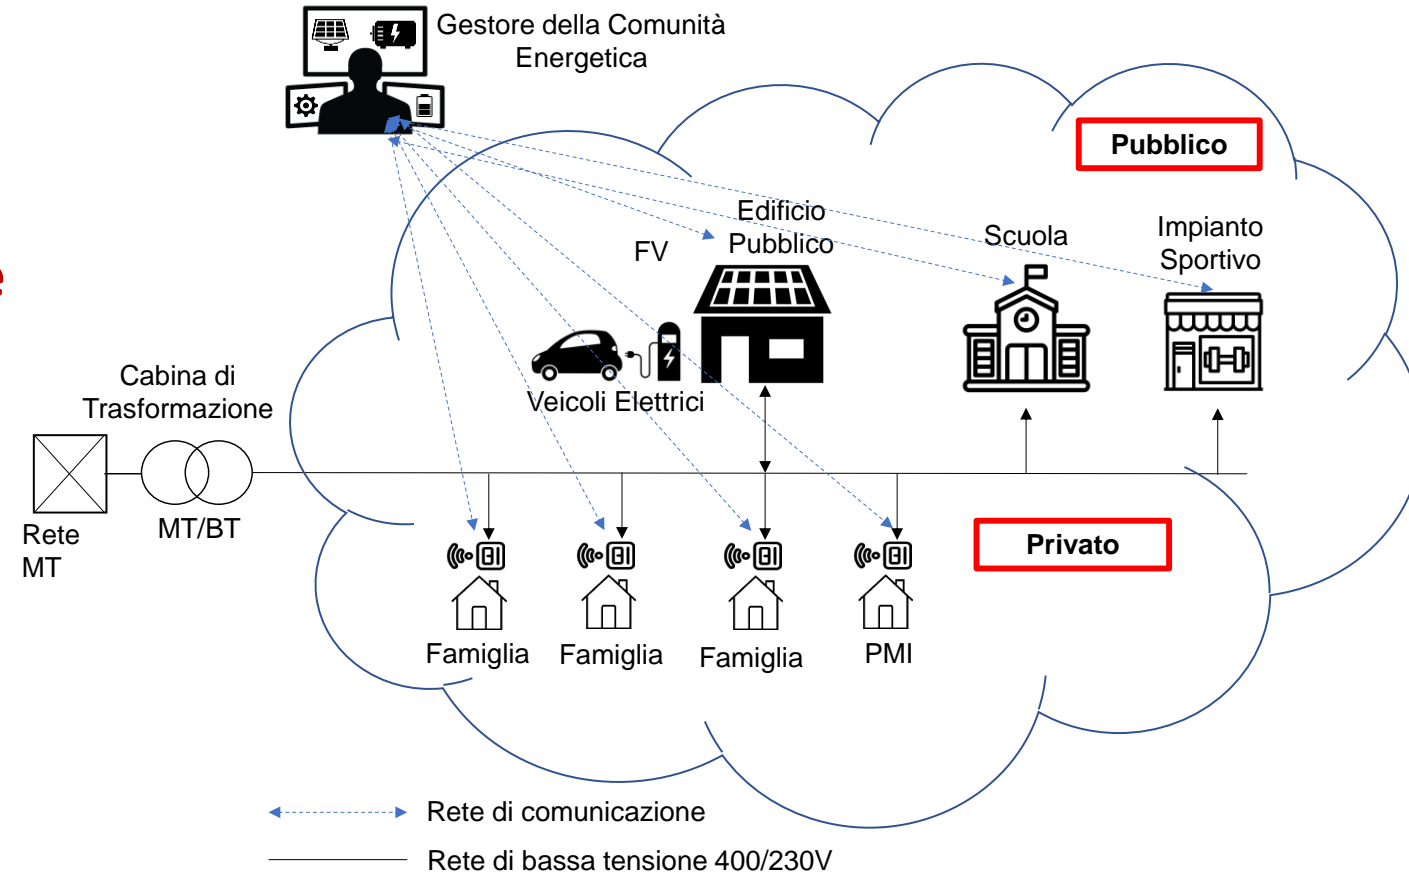 Gestore della Comunità
Energetica
Pubblico
Edificio
Pubblico
FV
Scuola
Impianto
Sportivo
Veicoli Elettrici
Cabina di
Trasformazione
Rete
MT
MT/BT
Privato
Famiglia
Famiglia
Famiglia
PMI
Rete di comunicazione
Rete di bassa tensione 400/230V
e